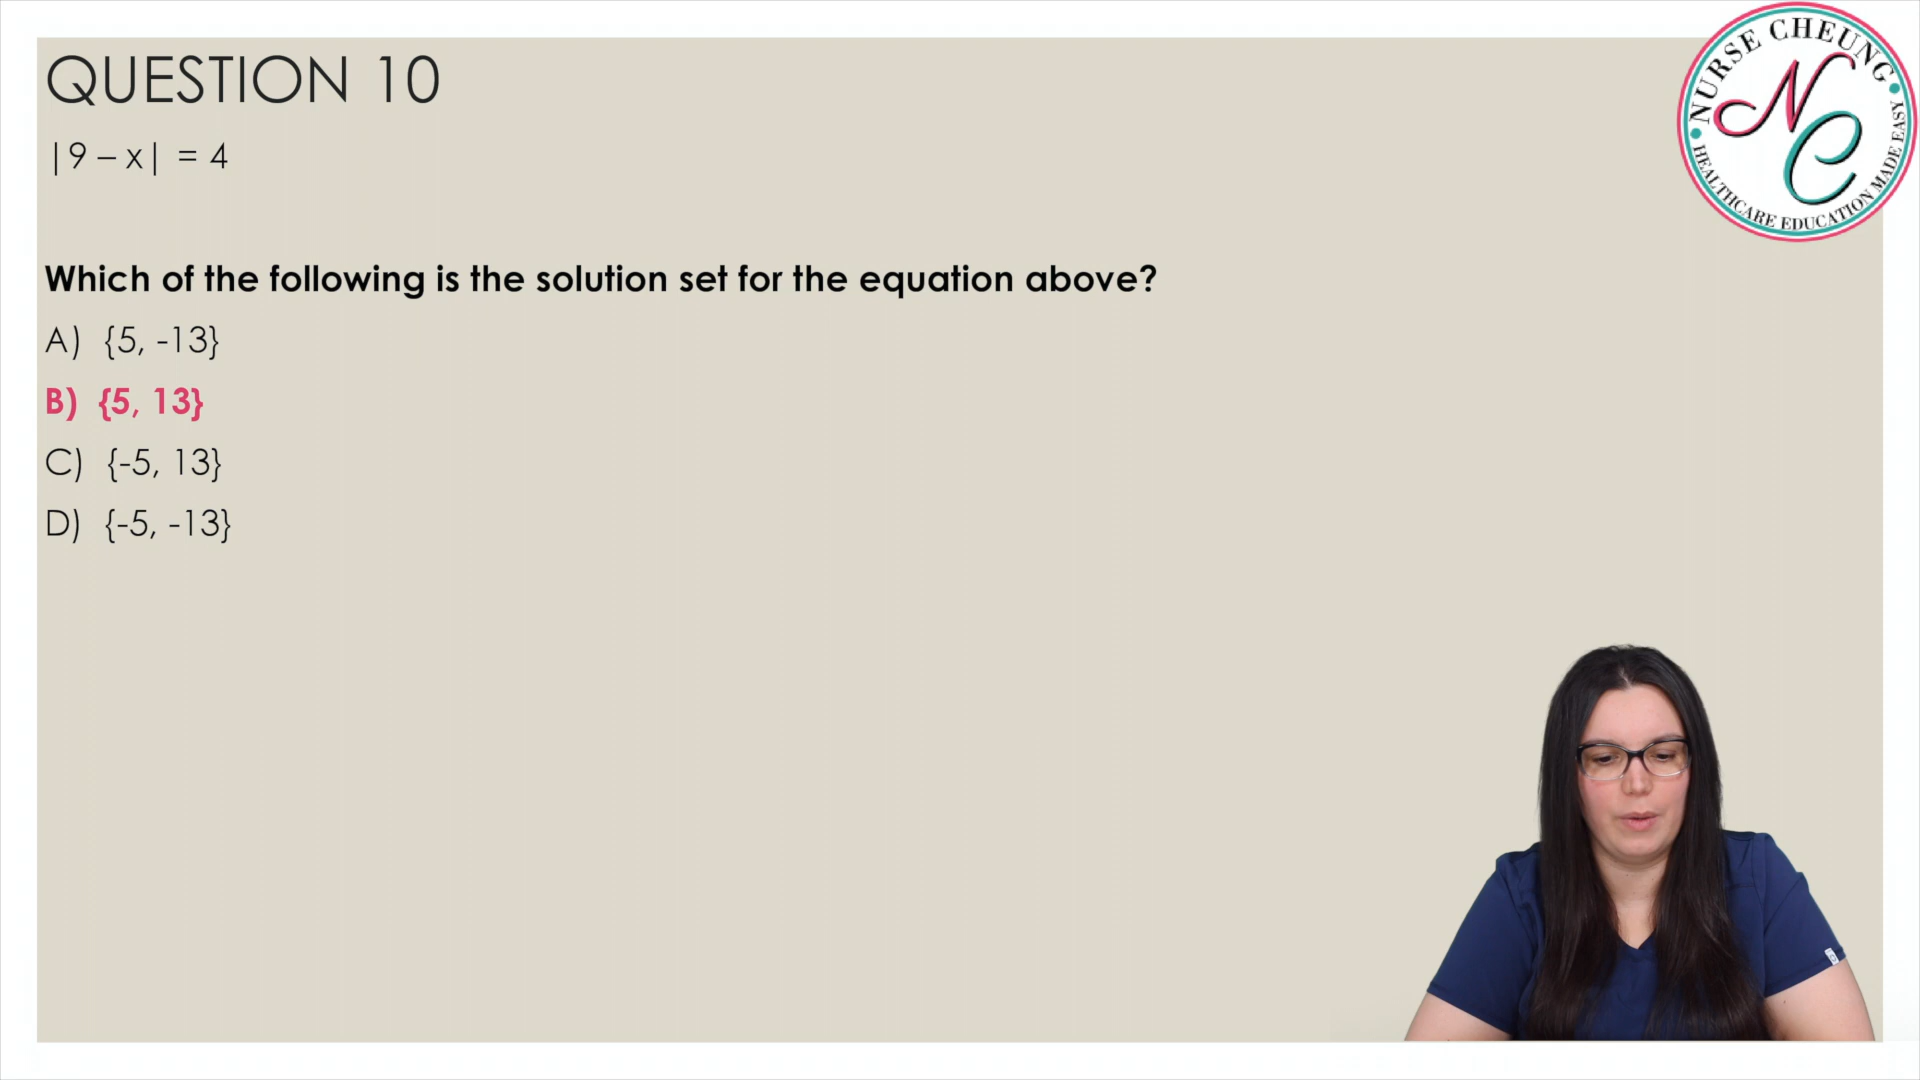 QUESTION 10
|9 – x| = 4
Which of the following is the solution set for the equation above?
A) {5, -13}
B) {5, 13}
C) {-5, 13}
D) {-5, -13}
NURSE CHEUNG
NC
HEALTHCARE EDUCATION MADE EASY